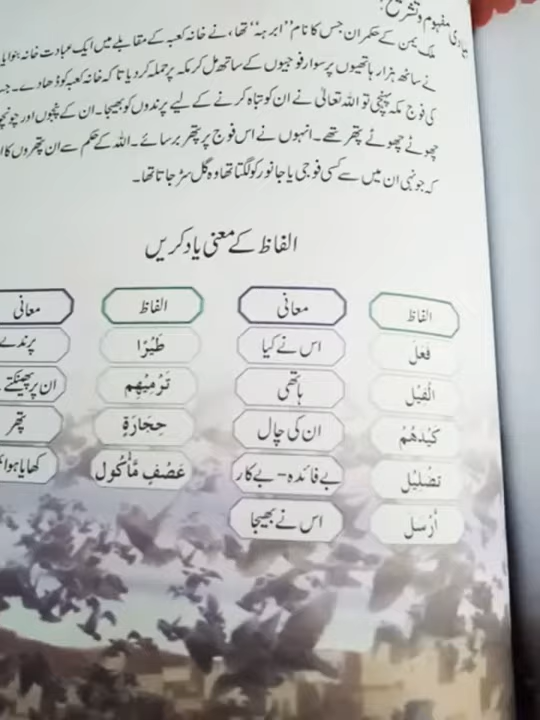 بنیادی مفہوم و تشریح:
ملک یمن کے حکمران جس کا نام ’’ابرہہ‘‘ تھا، نے خانہ کعبہ کے مقابلے میں ایک عبادت خانہ بنوایا
نے ساٹھ ہزار ہاتھیوں پر سوار فوجیوں کے ساتھ مل کر مکہ پر حملہ کر دیا تا کہ خانہ کعبہ کو ڈھا دے۔
کی فوج مکہ پہنچی تو اللہ تعالیٰ نے ان کو تباہ کرنے کے لیے پرندوں کو بھیجا۔ ان کے پنجوں اور
چھوٹے چھوٹے پتھر تھے۔ انہوں نے اس فوج پر پتھر برسائے۔ اللہ کے حکم سے ان پتھروں کا
کہ جونہی ان میں سے کسی فوجی یا جانور کو لگتا تھا وہ گل سڑ جاتا تھا۔
الفاظ کے معنی یاد کریں
الفاظ معانی الفاظ معانی
فَعَلَ اس نے کیا طَیْرًا پرندے
الْفِیْل ہاتھی تَرْمِیْهِم ان پر پھینکتے
کَیْدَهُمْ ان کی چال حِجَارَةٍ پتھر
تَضْلِیْل بے فائدہ - بے کار عَصْفٍ مَّأْکُول کھایا ہوا
أَرْسَلَ اس نے بھیجا